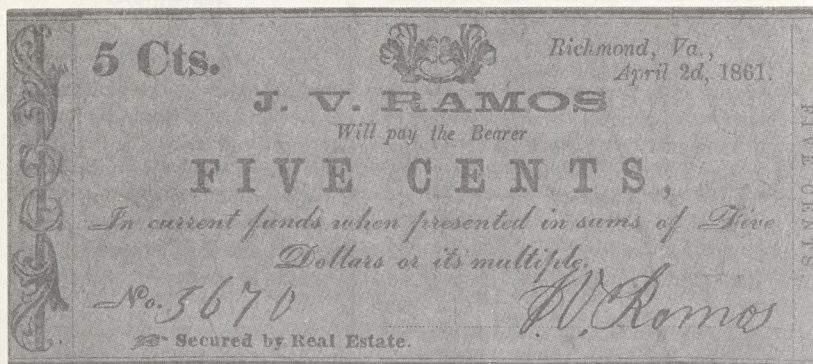 5 Cts.
Richmond, Va.,
April 2d, 1861.
J. V. RAMOS
Will pay the Bearer
FIVE CENTS,
In current funds when presented in sums of Five
Dollars or its multiple.
No. 5670
J.V. Ramos
Secured by Real Estate.
FIVE CENTS